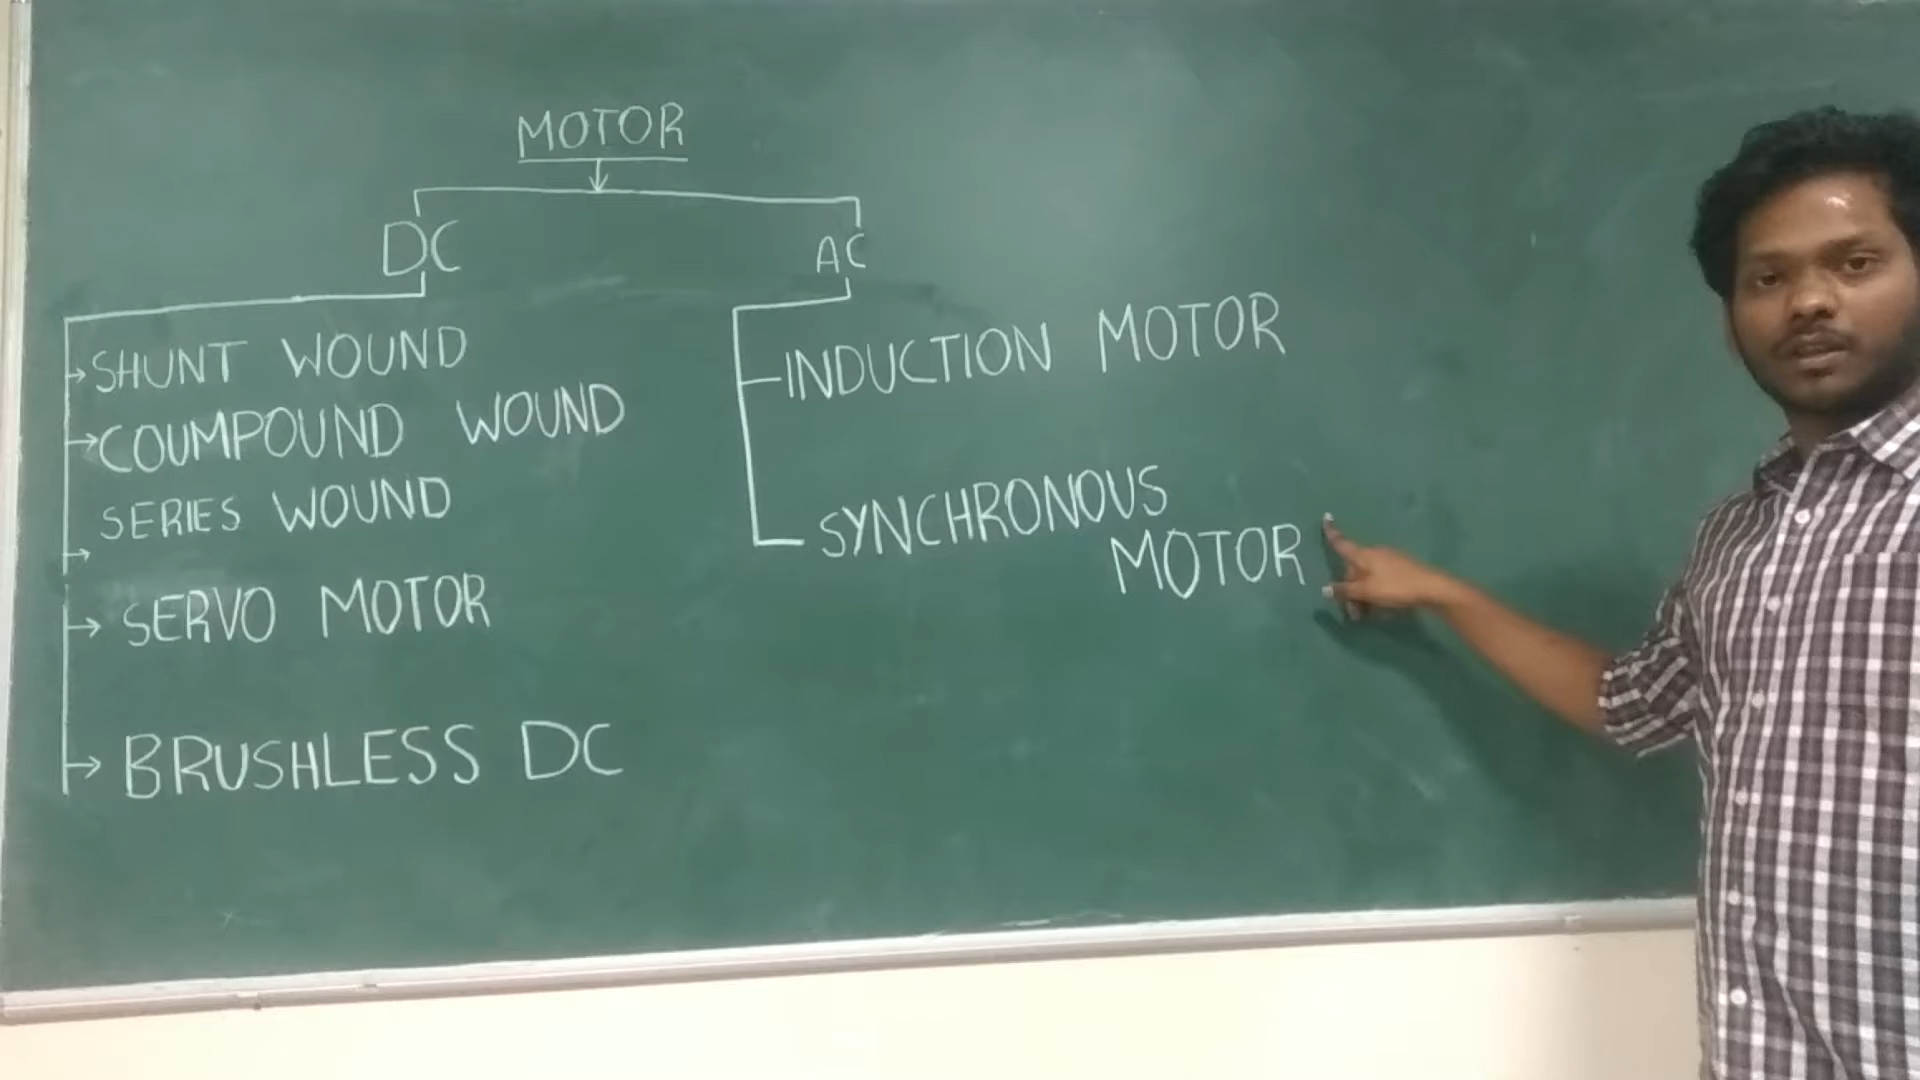 MOTOR
DC
AC
SHUNT WOUND
COUMPOUND WOUND
SERIES WOUND
SERVO MOTOR
BRUSHLESS DC
INDUCTION MOTOR
SYNCHRONOUS
MOTOR